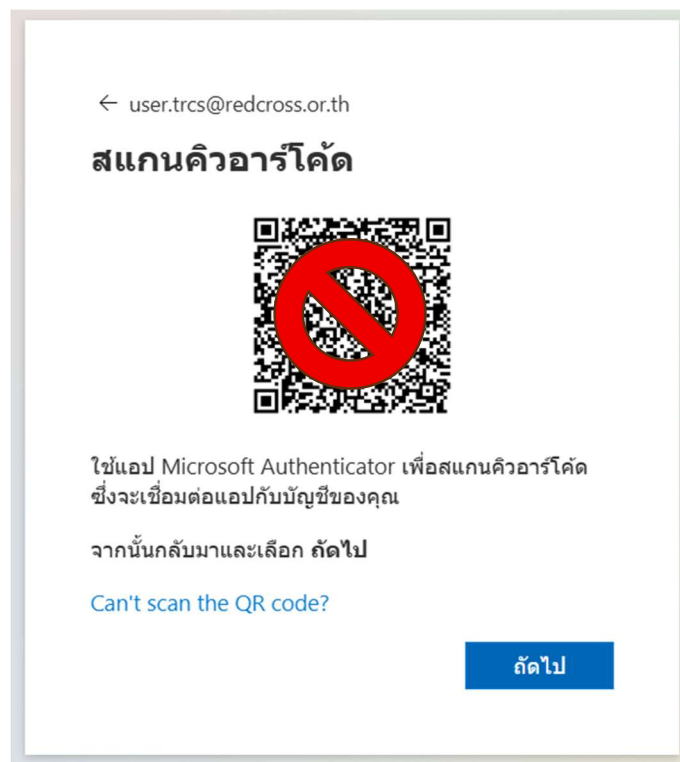 ← user.trcs@redcross.or.th
สแกนคิวอาร์โค้ด
ใช้แอป Microsoft Authenticator เพื่อสแกนคิวอาร์โค้ด
ซึ่งจะเชื่อมต่อแอปกับบัญชีของคุณ
จากนั้นกลับมาและเลือก ถัดไป
Can't scan the QR code?
ถัดไป